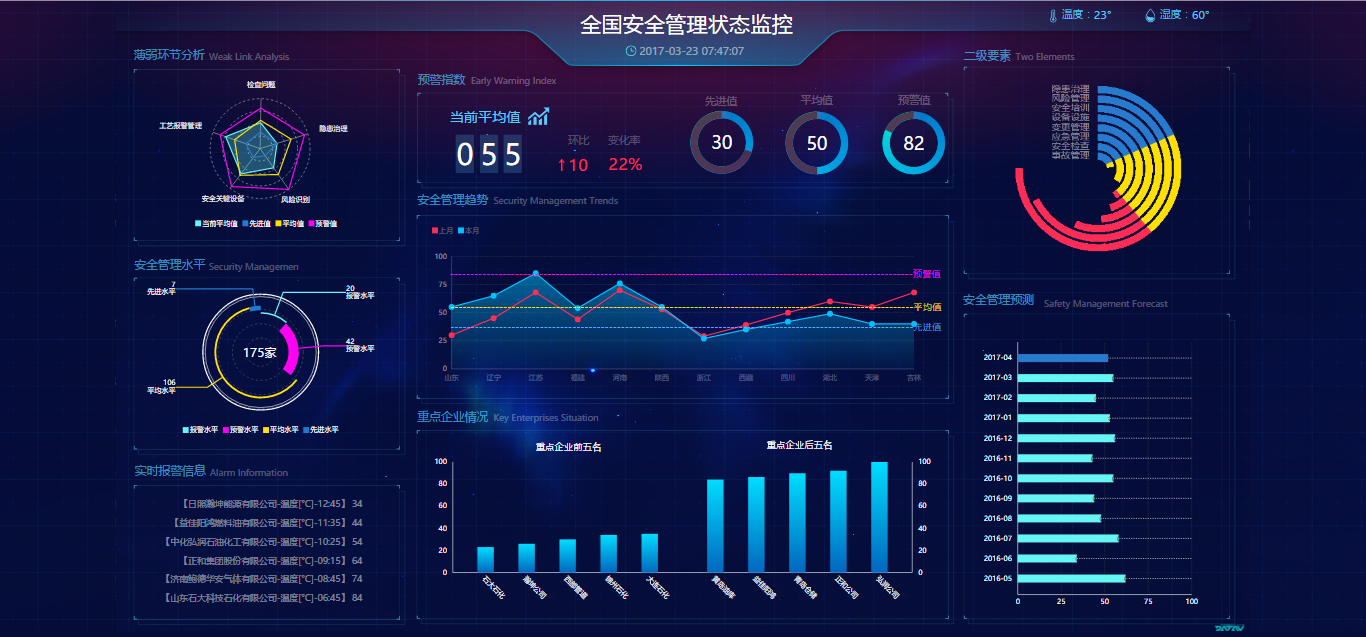 全国安全管理状态监控
2017-03-23 07:47:07
温度：23°
湿度：60°
薄弱环节分析 Weak Link Analysis
检查问题
工艺报警管理
隐患治理
安全关键设备
风险识别
当前平均值 先进值 平均值 预警值
安全管理水平 Security Managemen
7
先进水平
20
报警水平
175家
42
预警水平
106
平均水平
报警水平 预警水平 平均水平 先进水平
实时报警信息 Alarm Information
【日照瀚坤能源有限公司-温度[℃]-12:45】34
【益佳阳鸿燃料油有限公司-温度[℃]-11:35】44
【中化弘润石油化工有限公司-温度[℃]-10:25】54
【正和集团股份有限公司-温度[℃]-09:15】64
【济南鲍德华安气体有限公司-温度[℃]-08:45】74
【山东石大科技石化有限公司-温度[℃]-06:45】84
预警指数 Early Warning Index
当前平均值
055
环比
↑10
变化率
22%
先进值
30
平均值
50
预警值
82
安全管理趋势 Security Management Trends
上月 本月
100
75
50
25
0
预警值
平均值
先进值
山东 辽宁 江苏 福建 河南 陕西 浙江 西藏 四川 湖北 天津 吉林
重点企业情况 Key Enterprises Situation
重点企业前五名
100
80
60
40
20
0
石大石化 瀚坤公司 西部管道 锦州石化 大连石化
重点企业后五名
100
80
60
40
20
0
黄岛油库 益佳阳鸿 青岛仓储 正和公司 弘润公司
二级要素 Two Elements
隐患治理
风险管理
安全培训
设备设施
变更管理
应急管理
安全检查
事故管理
安全管理预测 Safety Management Forecast
2017-04
2017-03
2017-02
2017-01
2016-12
2016-11
2016-10
2016-09
2016-08
2016-07
2016-06
2016-05
0 25 50 75 100
DATAV